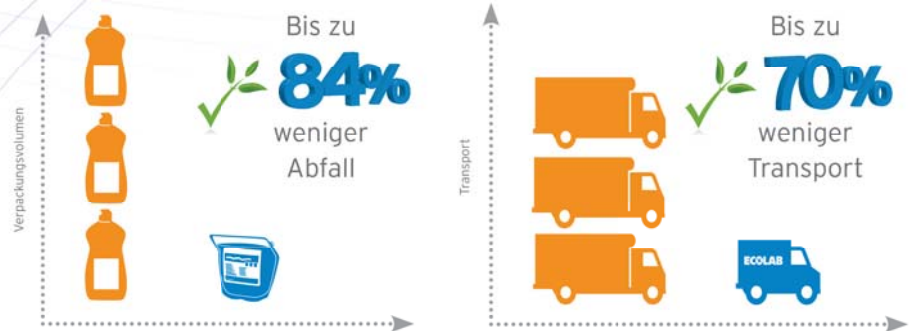 Verpackungsvolumen
Bis zu
84%
weniger
Abfall
Transport
Bis zu
70%
weniger
Transport
ECOLAB